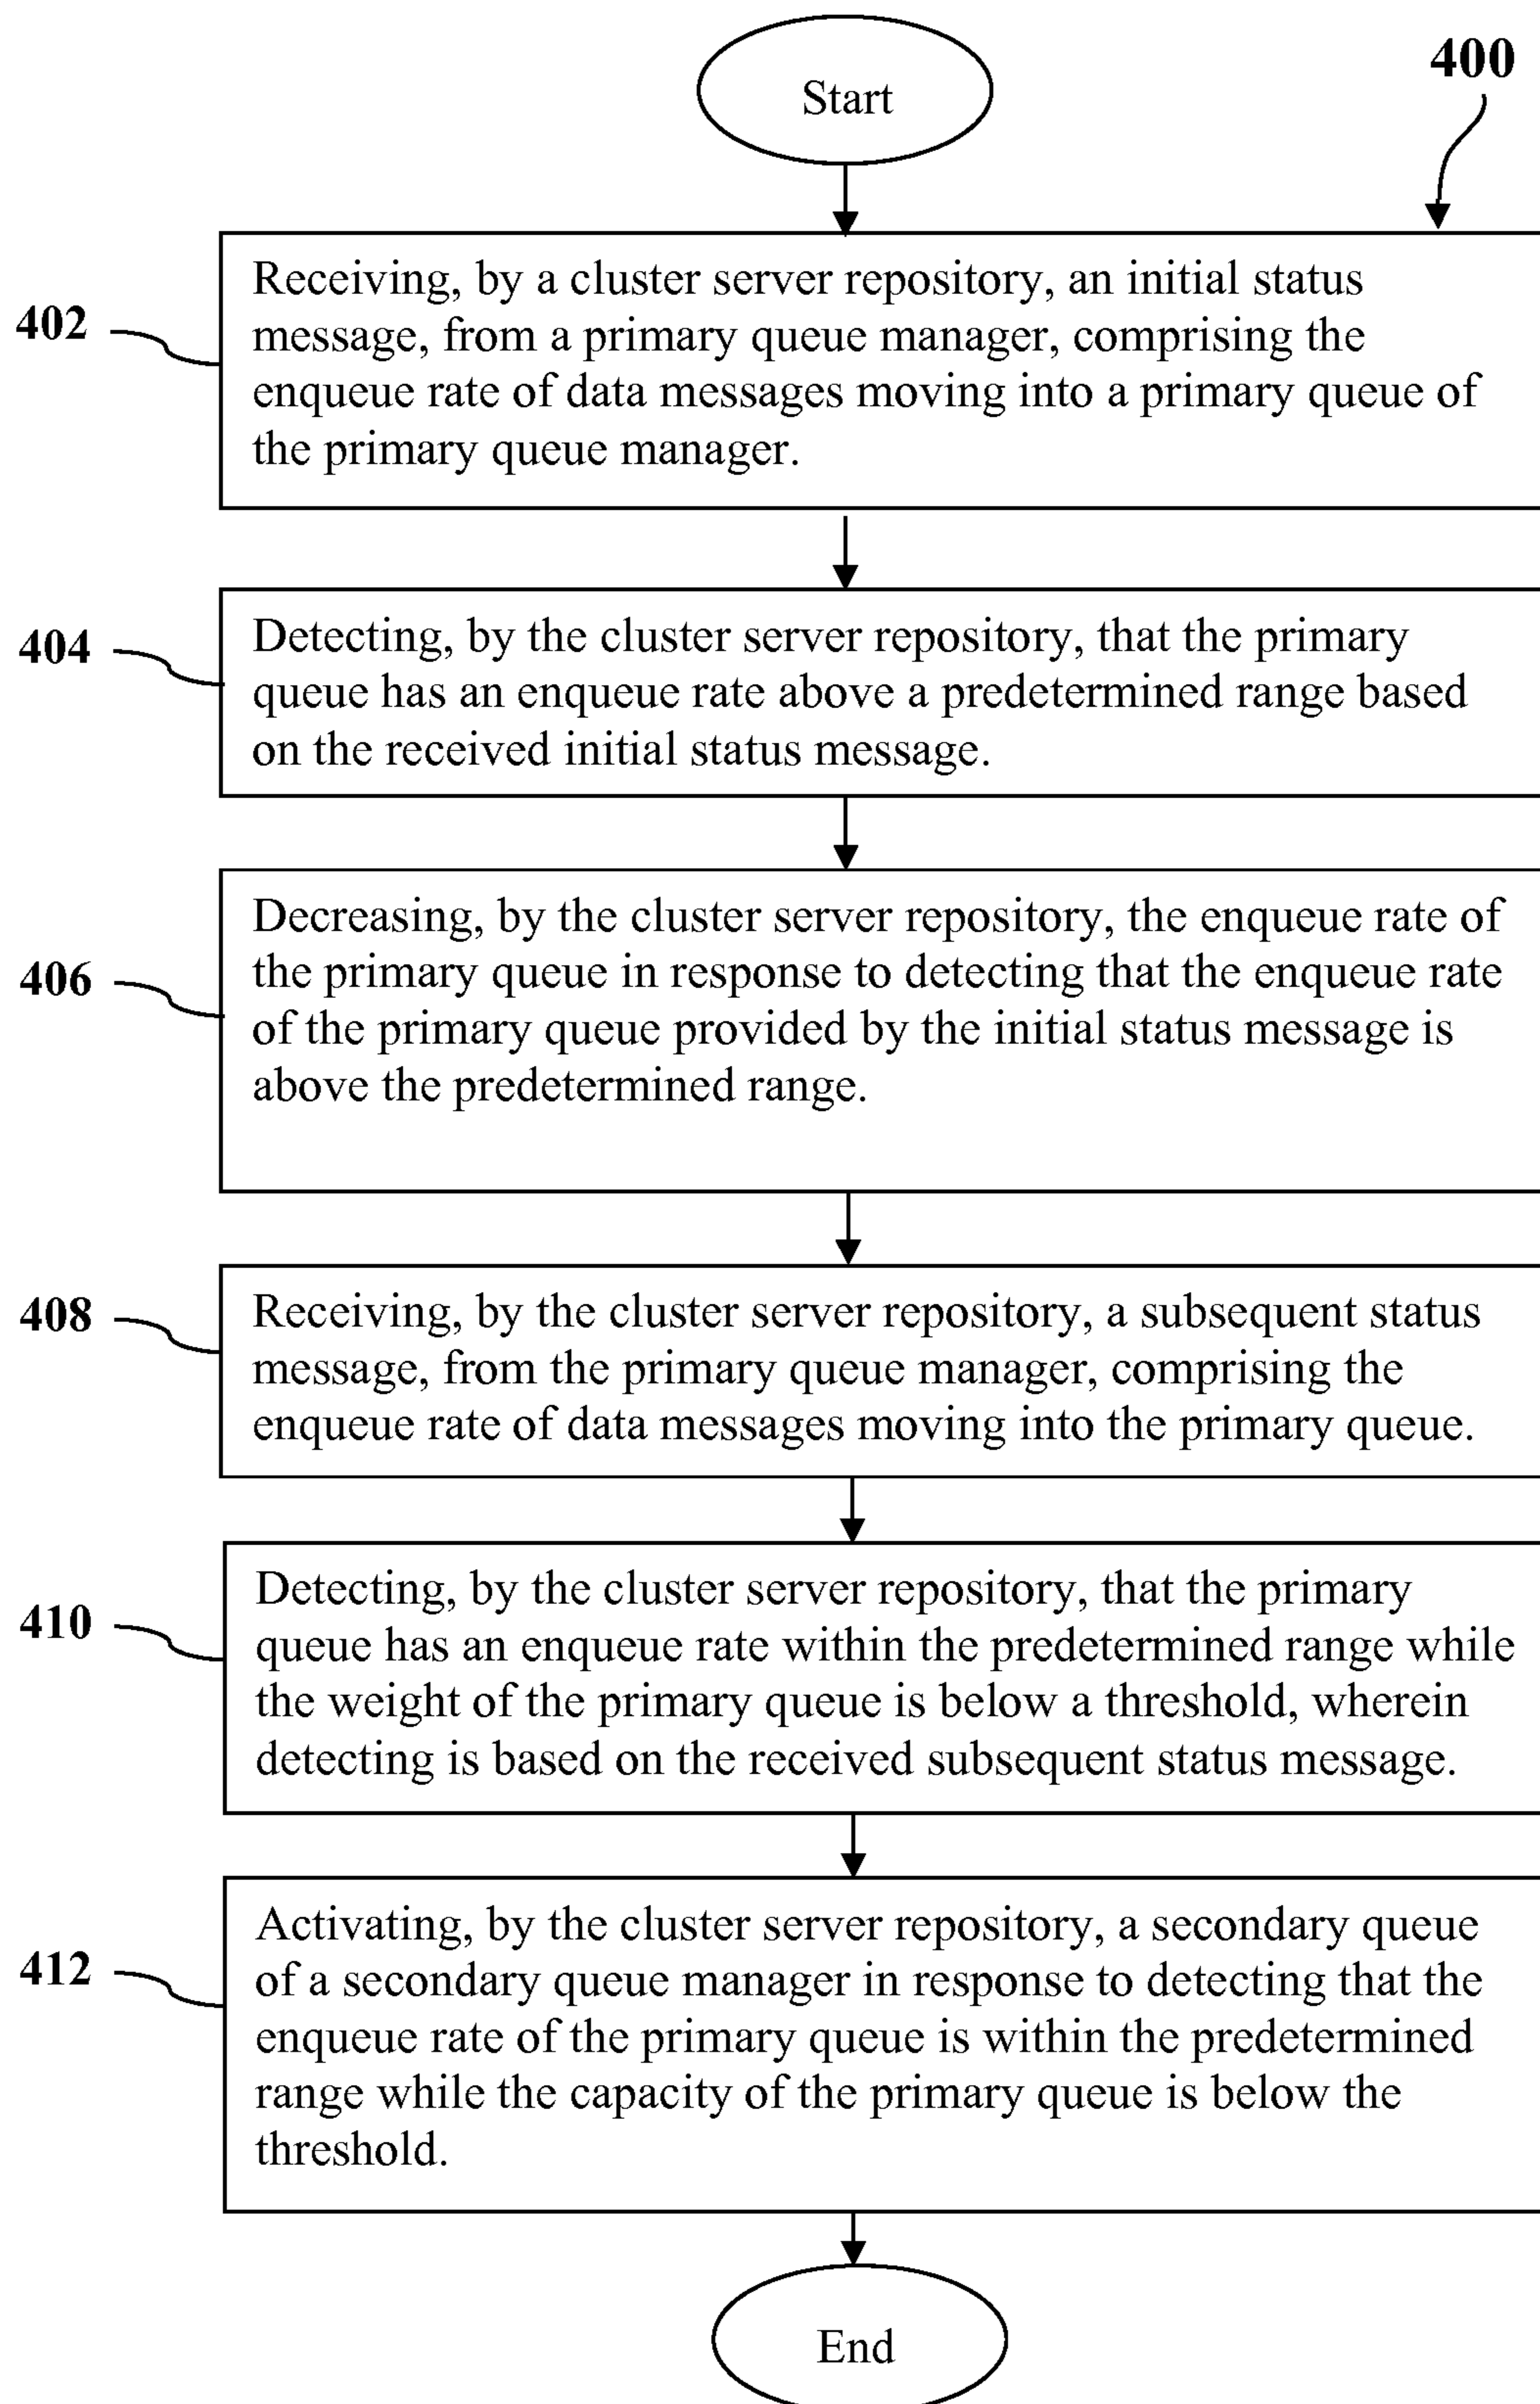 Start
400
402
Receiving, by a cluster server repository, an initial status
message, from a primary queue manager, comprising the
enqueue rate of data messages moving into a primary queue of
the primary queue manager.
404
Detecting, by the cluster server repository, that the primary
queue has an enqueue rate above a predetermined range based
on the received initial status message.
406
Decreasing, by the cluster server repository, the enqueue rate of
the primary queue in response to detecting that the enqueue rate
of the primary queue provided by the initial status message is
above the predetermined range.
408
Receiving, by the cluster server repository, a subsequent status
message, from the primary queue manager, comprising the
enqueue rate of data messages moving into the primary queue.
410
Detecting, by the cluster server repository, that the primary
queue has an enqueue rate within the predetermined range while
the weight of the primary queue is below a threshold, wherein
detecting is based on the received subsequent status message.
412
Activating, by the cluster server repository, a secondary queue
of a secondary queue manager in response to detecting that the
enqueue rate of the primary queue is within the predetermined
range while the capacity of the primary queue is below the
threshold.
End